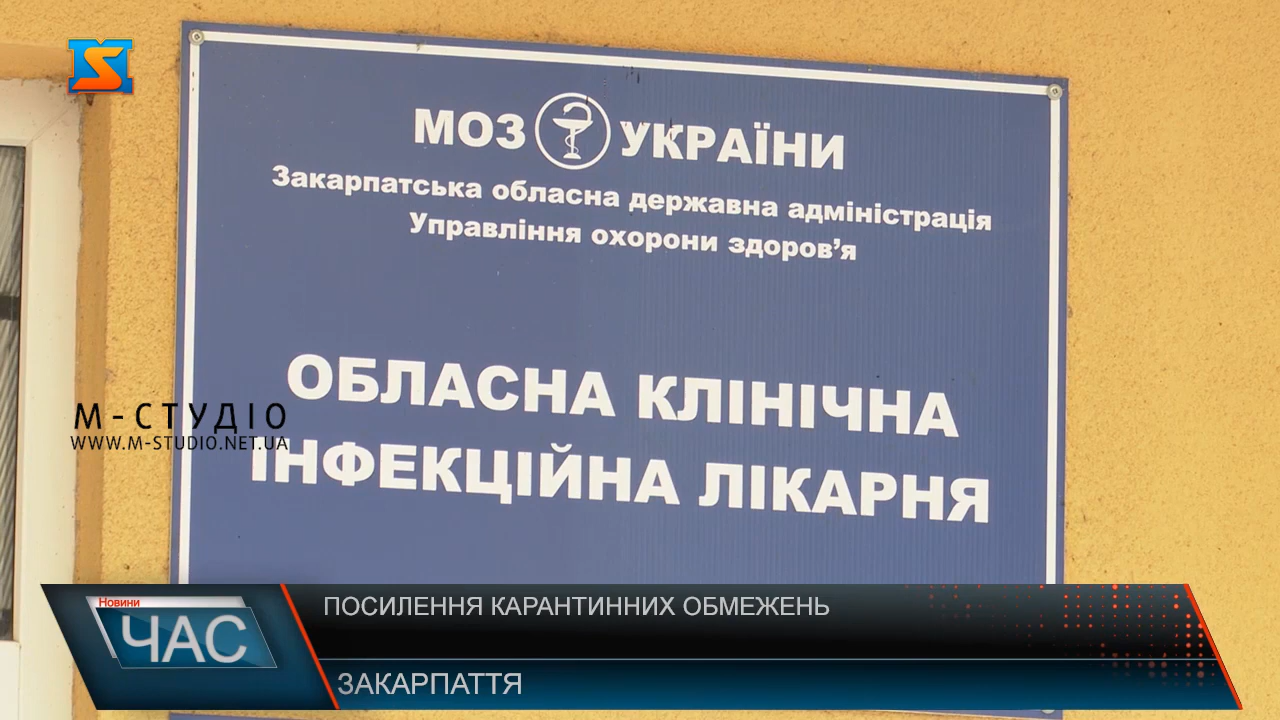 МОЗ УКРАЇНИ
Закарпатська обласна державна адміністрація
Управління охорони здоров’я
ОБЛАСНА КЛІНІЧНА
ІНФЕКЦІЙНА ЛІКАРНЯ
М-СТУДІО
WWW.M-STUDIO.NET.UA
Новини
ЧАС
ПОСИЛЕННЯ КАРАНТИННИХ ОБМЕЖЕНЬ
ЗАКАРПАТТЯ